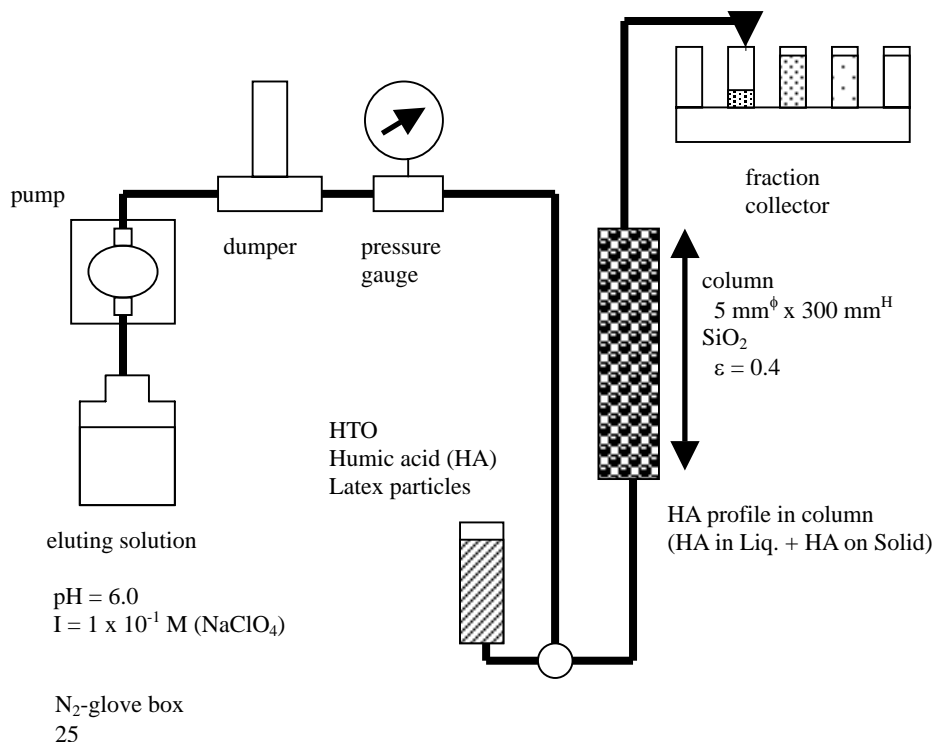 pump
dumper
pressure
gauge
fraction
collector
column
5 mm^ϕ x 300 mm^H
SiO₂
ε = 0.4
HTO
Humic acid (HA)
Latex particles
HA profile in column
(HA in Liq. + HA on Solid)
eluting solution
pH = 6.0
I = 1 x 10⁻¹ M (NaClO₄)
N₂-glove box
25